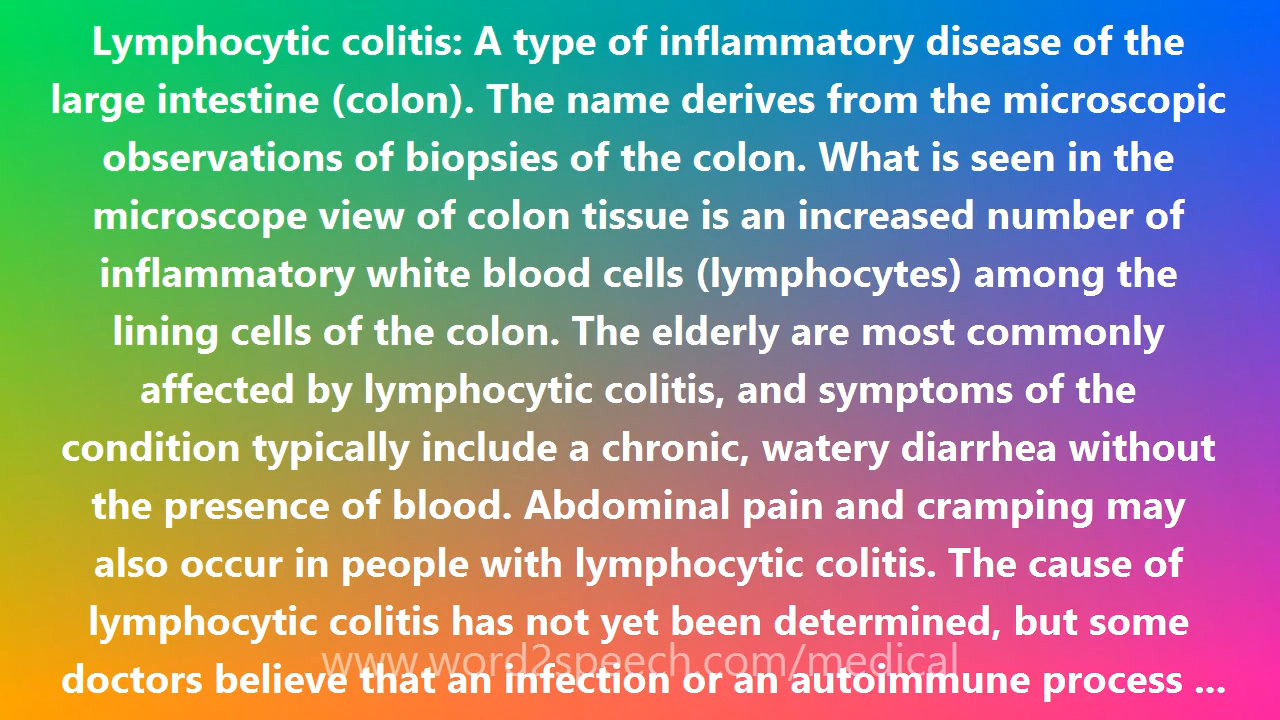 Lymphocytic colitis: A type of inflammatory disease of the
large intestine (colon). The name derives from the microscopic
observations of biopsies of the colon. What is seen in the
microscope view of colon tissue is an increased number of
inflammatory white blood cells (lymphocytes) among the
lining cells of the colon. The elderly are most commonly
affected by lymphocytic colitis, and symptoms of the
condition typically include a chronic, watery diarrhea without
the presence of blood. Abdominal pain and cramping may
also occur in people with lymphocytic colitis. The cause of
lymphocytic colitis has not yet been determined, but some
www.word2speech.com/medical
doctors believe that an infection or an autoimmune process ...